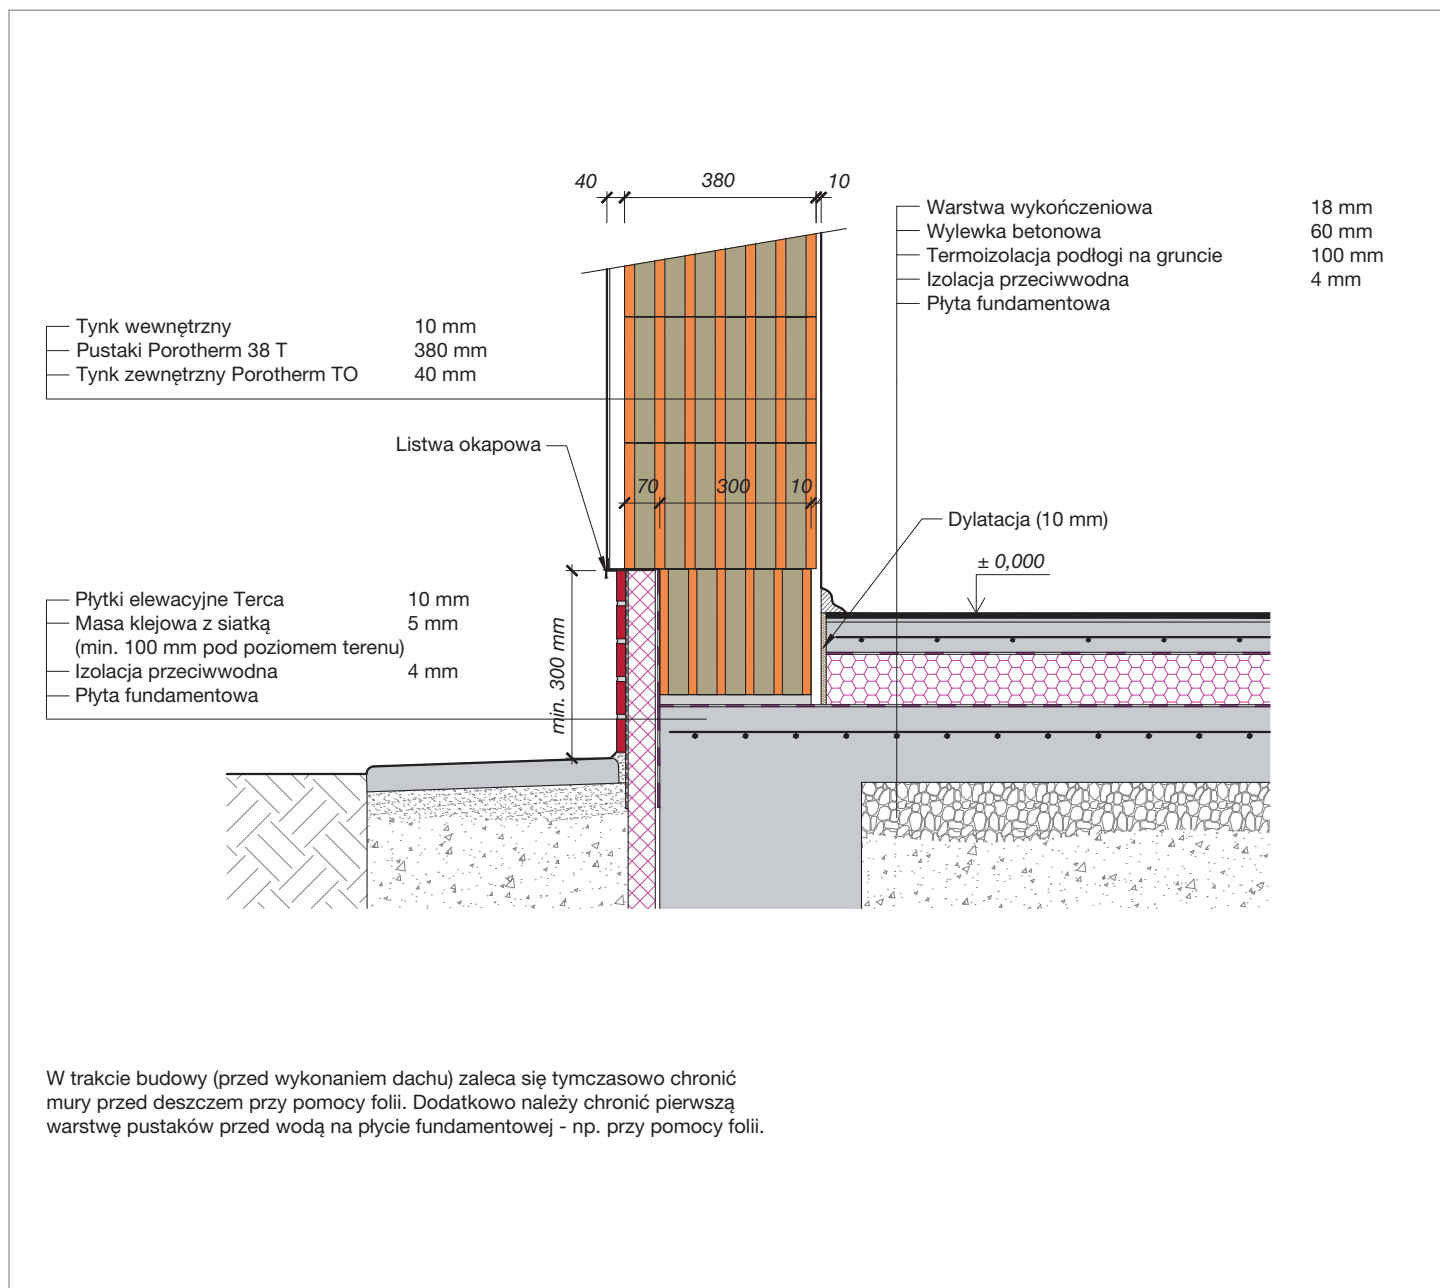 40 380 10
Warstwa wykończeniowa 18 mm
Wylewka betonowa 60 mm
Termoizolacja podłogi na gruncie 100 mm
Izolacja przeciwwodna 4 mm
Płyta fundamentowa
Tynk wewnętrzny 10 mm
Pustaki Porotherm 38 T 380 mm
Tynk zewnętrzny Porotherm TO 40 mm
Listwa okapowa
70 300 10
Dylatacja (10 mm)
± 0,000
Płytki elewacyjne Terca 10 mm
Masa klejowa z siatką 5 mm
(min. 100 mm pod poziomem terenu)
Izolacja przeciwwodna 4 mm
Płyta fundamentowa
min. 300 mm
W trakcie budowy (przed wykonaniem dachu) zaleca się tymczasowo chronić
mury przed deszczem przy pomocy folii. Dodatkowo należy chronić pierwszą
warstwę pustaków przed wodą na płycie fundamentowej - np. przy pomocy folii.